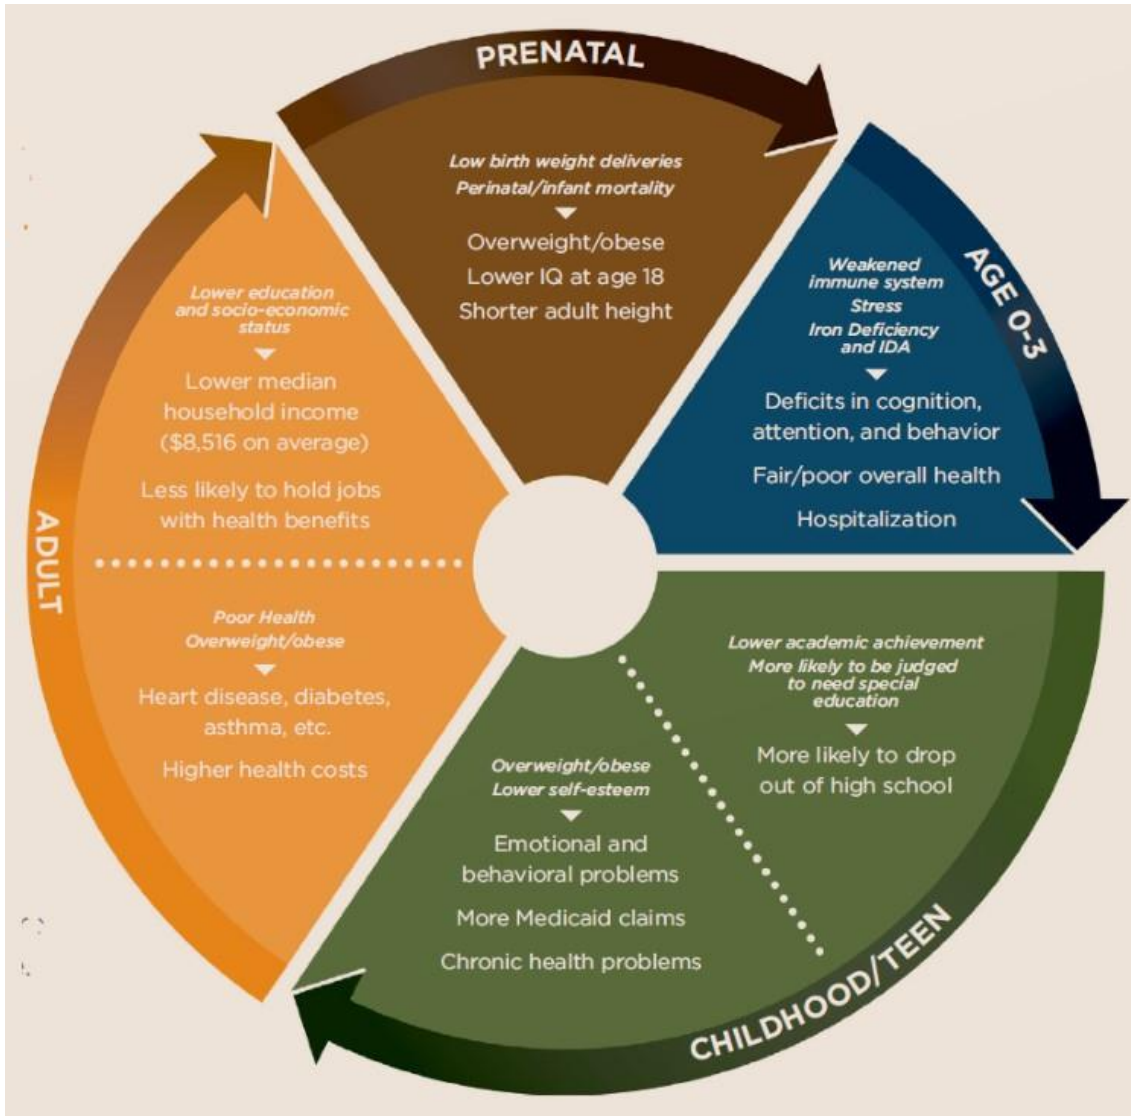 PRENATAL
Low birth weight deliveries
Perinatal/infant mortality
Overweight/obese
Lower IQ at age 18
Shorter adult height
AGE 0-3
Weakened
immune system
Stress
Iron Deficiency
and IDA
Deficits in cognition,
attention, and behavior
Fair/poor overall health
Hospitalization
CHILDHOOD/TEEN
Lower academic achievement
More likely to be judged
to need special
education
More likely to drop
out of high school
Overweight/obese
Lower self-esteem
Emotional and
behavioral problems
More Medicaid claims
Chronic health problems
ADULT
Poor Health
Overweight/obese
Heart disease, diabetes,
asthma, etc.
Higher health costs
Lower education
and socio-economic
status
Lower median
household income
($8,516 on average)
Less likely to hold jobs
with health benefits